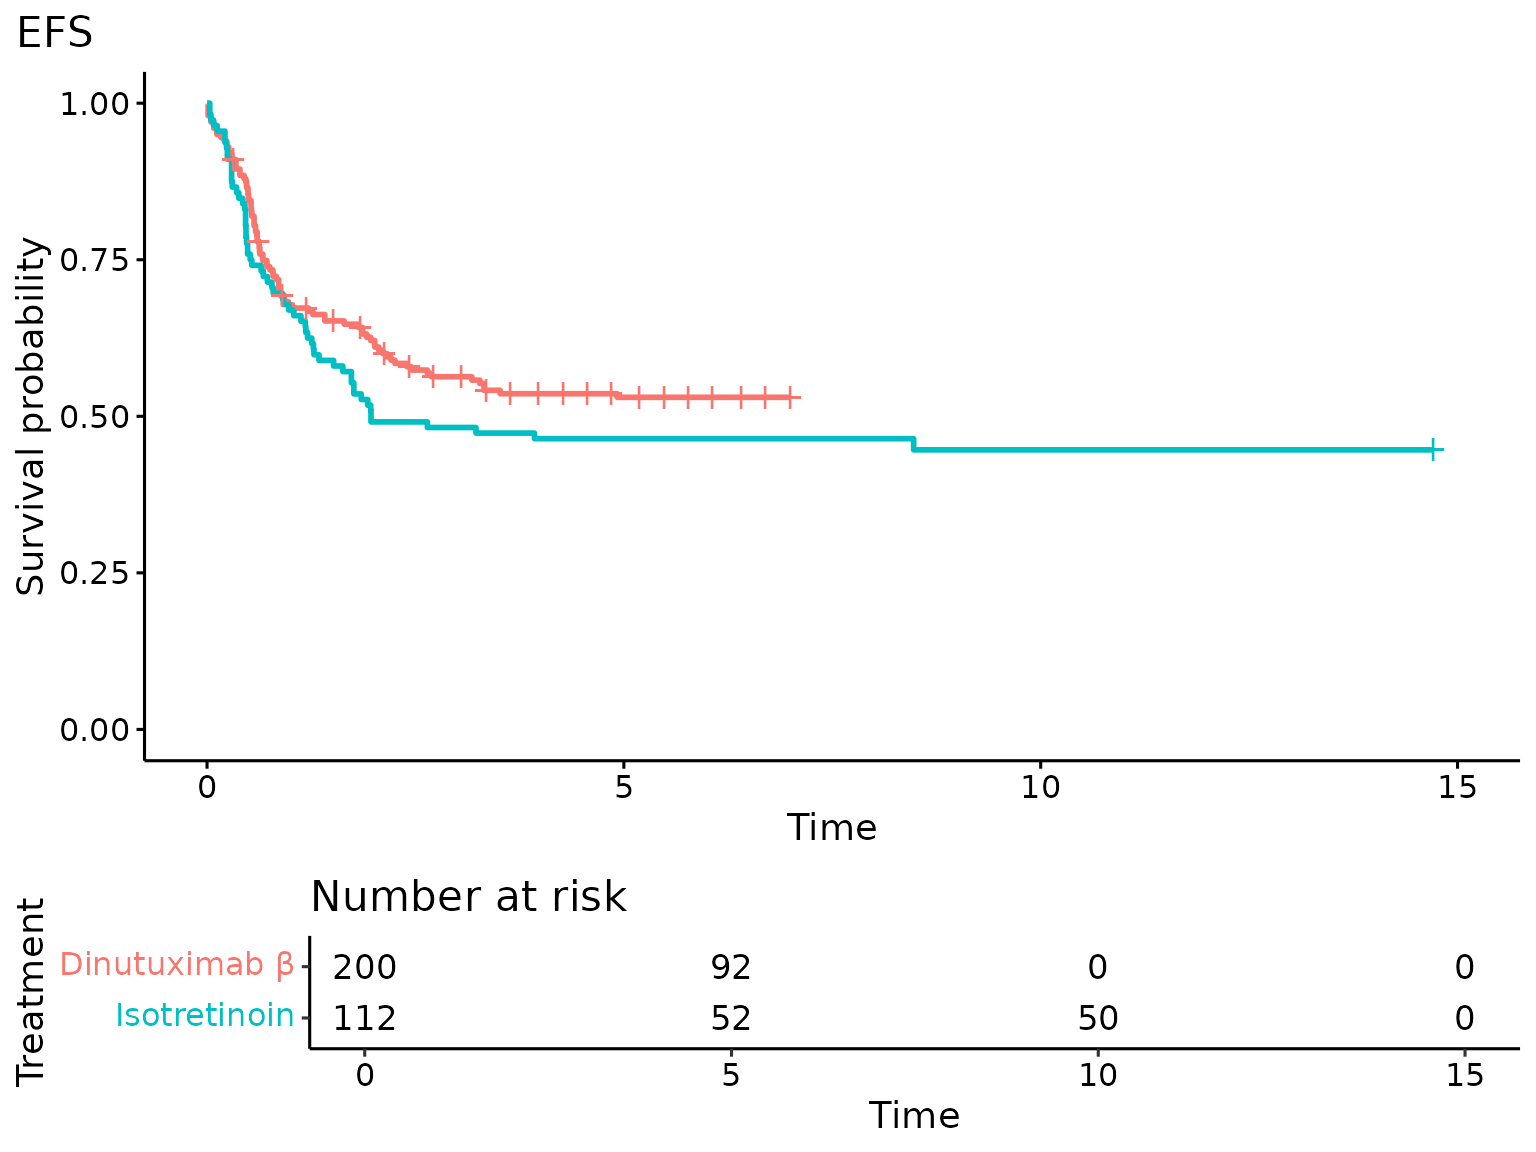 EFS
Survival probability
1.00
0.75
0.50
0.25
0.00
0 5 10 15
Time
Number at risk
Treatment
Dinutuximab β 200 92 0 0
Isotretinoin 112 52 50 0
0 5 10 15
Time